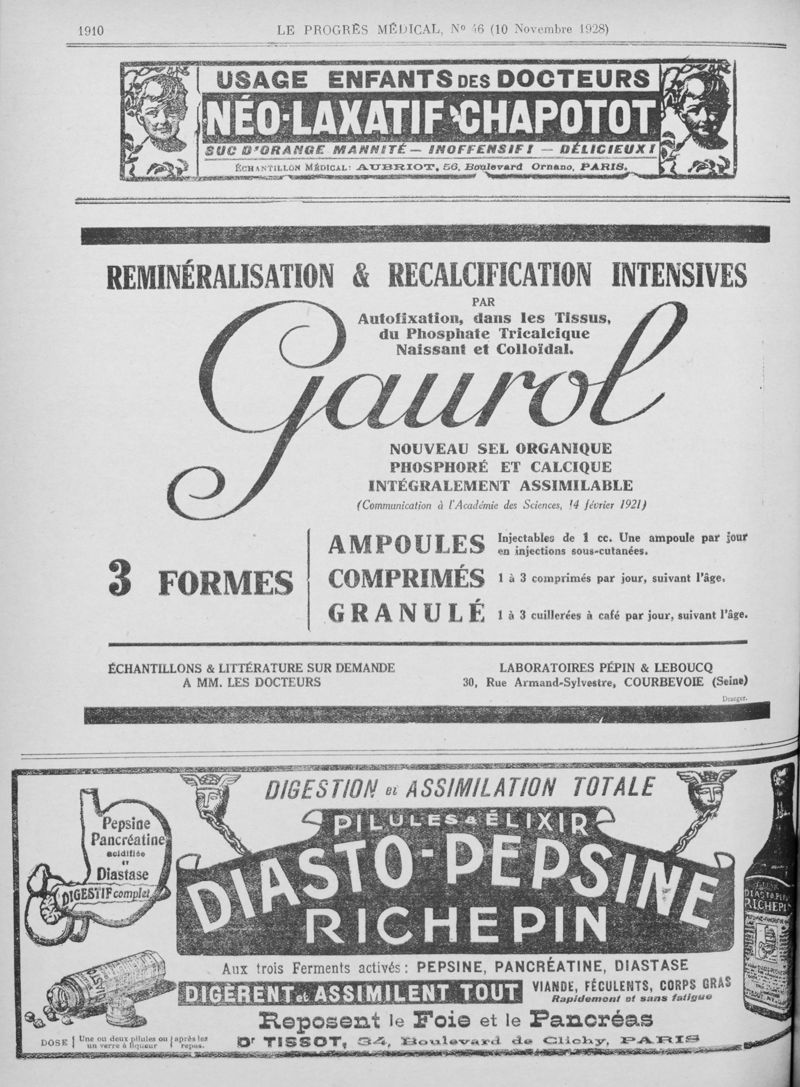 1910
LE PROGRÈS MÉDICAL, No 46 (10 Novembre 1928)
USAGE ENFANTS DES DOCTEURS
NÉO-LAXATIF CHAPOTOT
SUC D'ORANGE MANNITÉ — INOFFENSIF! — DÉLICIEUX!
ÉCHANTILLON MÉDICAL: AUBRIOT, 56, Boulevard Ornano, PARIS.
REMINÉRALISATION & RECALCIFICATION INTENSIVES
PAR
Autofixation, dans les Tissus,
du Phosphate Tricalcique
Naissant et Colloïdal.
Gaurol
NOUVEAU SEL ORGANIQUE
PHOSPHORÉ ET CALCIQUE
INTÉGRALEMENT ASSIMILABLE
(Communication à l'Académie des Sciences, 14 février 1921)
3 FORMES
AMPOULES Injectables de 1 cc. Une ampoule par jour
en injections sous-cutanées.
COMPRIMÉS 1 à 3 comprimés par jour, suivant l'âge.
GRANULÉ 1 à 3 cuillerées à café par jour, suivant l'âge.
ÉCHANTILLONS & LITTÉRATURE SUR DEMANDE
A MM. LES DOCTEURS
LABORATOIRES PÉPIN & LEBOUCQ
30, Rue Armand-Sylvestre, COURBEVOIE (Seine)
DIGESTION et ASSIMILATION TOTALE
Pepsine
Pancréatine
acidifiée
ET
Diastase
DIGESTIF complet
PILULES & ÉLIXIR
DIASTO-PEPSINE
RICHEPIN
DIASTO-PEPS
RICHEPIN
Aux trois Ferments activés: PEPSINE, PANCRÉATINE, DIASTASE
DIGÈRENT et ASSIMILENT TOUT
VIANDE, FÉCULENTS, CORPS GRAS
Rapidement et sans fatigue
Reposent le Foie et le Pancréas
DOSE Une ou deux pilules ou après les
un verre à liqueur repas.
Dr TISSOT, 34, Boulevard de Clichy, PARIS